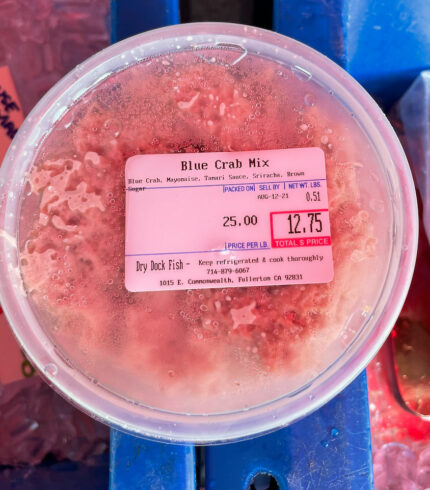 Blue Crab Mix
Blue Crab, Mayonaise, Tamari Sauce, Sriracha, Brown
Sugar
PACKED ON SELL BY NET WT. LBS.
AUG-12-21 0.51
25.00 12.75
PRICE PER LB. TOTAL $ PRICE
Dry Dock Fish - Keep refrigerated & cook thoroughly
714-879-6067
1015 E. Commonwealth, Fullerton CA 92831